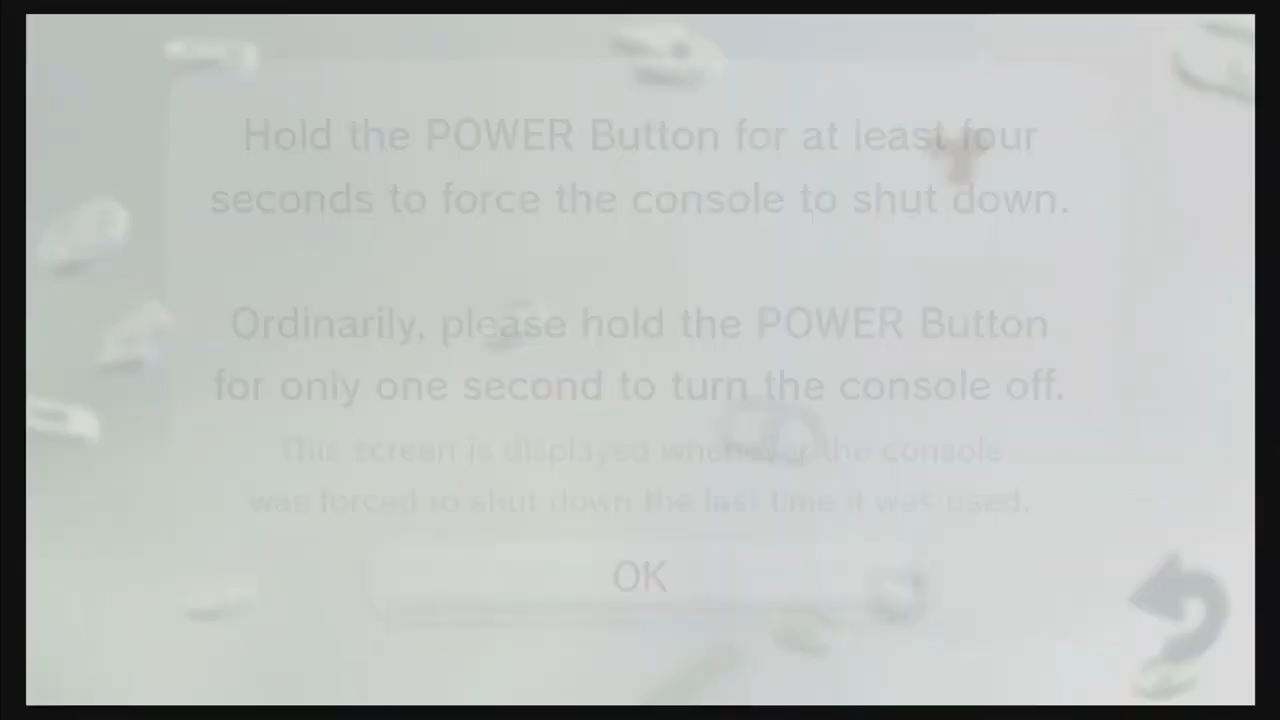 Hold the POWER Button for at least four
seconds to force the console to shut down.
Ordinarily, please hold the POWER Button
for only one second to turn the console off.
This screen is displayed whenever the console
was forced to shut down the last time it was used.
OK